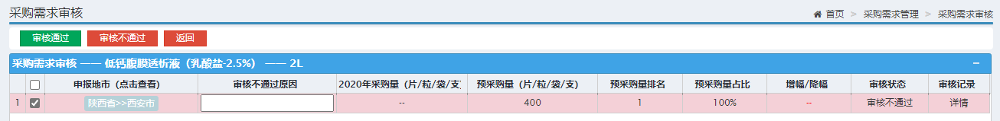 采购需求审核
首页 > 采购需求管理 > 采购需求审核
审核通过 审核不通过 返回
采购需求审核 —— 低钙腹膜透析液（乳酸盐-2.5%） —— 2L
申报地市（点击查看） 审核不通过原因 2020年采购量（片/粒/袋/支 预采购量（片/粒/袋/支） 预采购量排名 预采购量占比 增幅/降幅 审核状态 审核记录
1 陕西省>>西安市 -- 400 1 100% -- 审核不通过 详情